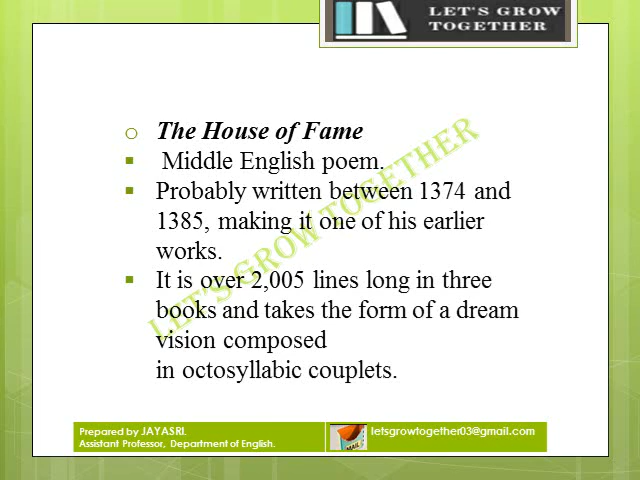 LET'S GROW
TOGETHER
The House of Fame
Middle English poem.
Probably written between 1374 and
1385, making it one of his earlier
works.
It is over 2,005 lines long in three
books and takes the form of a dream
vision composed
in octosyllabic couplets.
LET'S GROW TOGETHER
Prepared by JAYASRI.
Assistant Professor, Department of English.
letsgrowtogether03@gmail.com